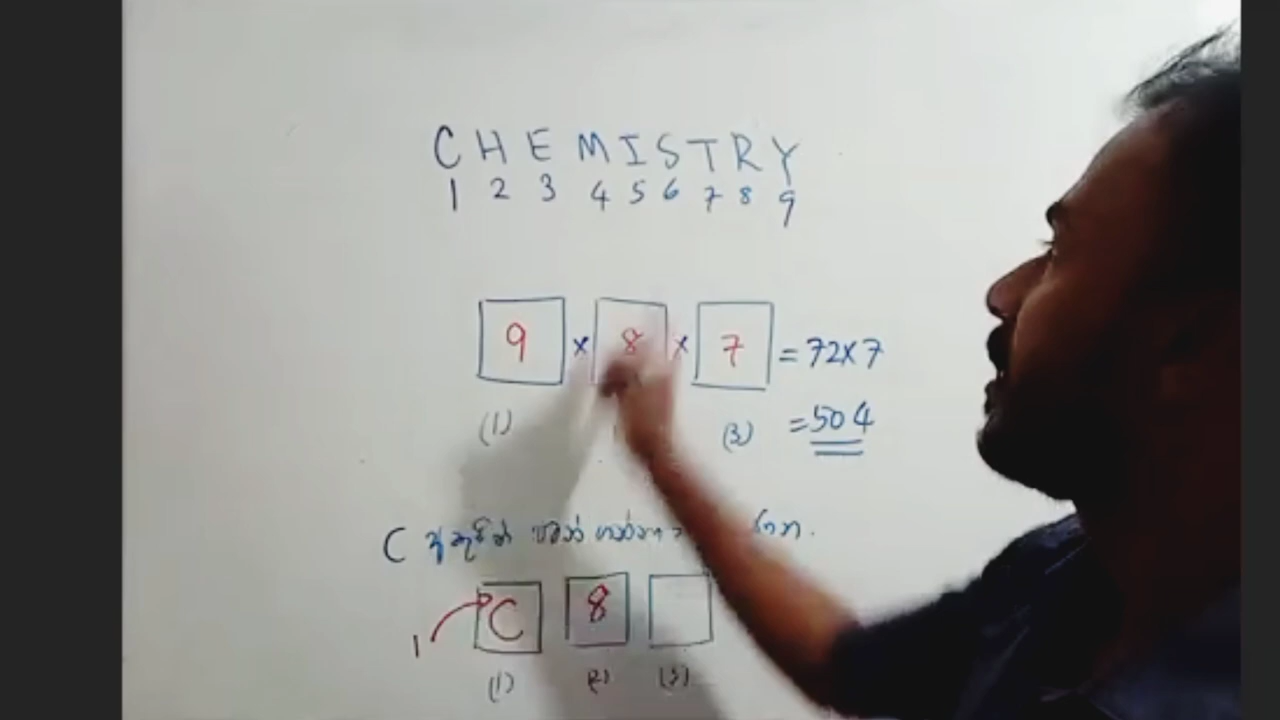 C H E M I S T R Y
1 2 3 4 5 6 7 8 9
9 × 8 × 7 = 72×7
(1) (3) = 504
C
C 8
1
(1) (2) (3)